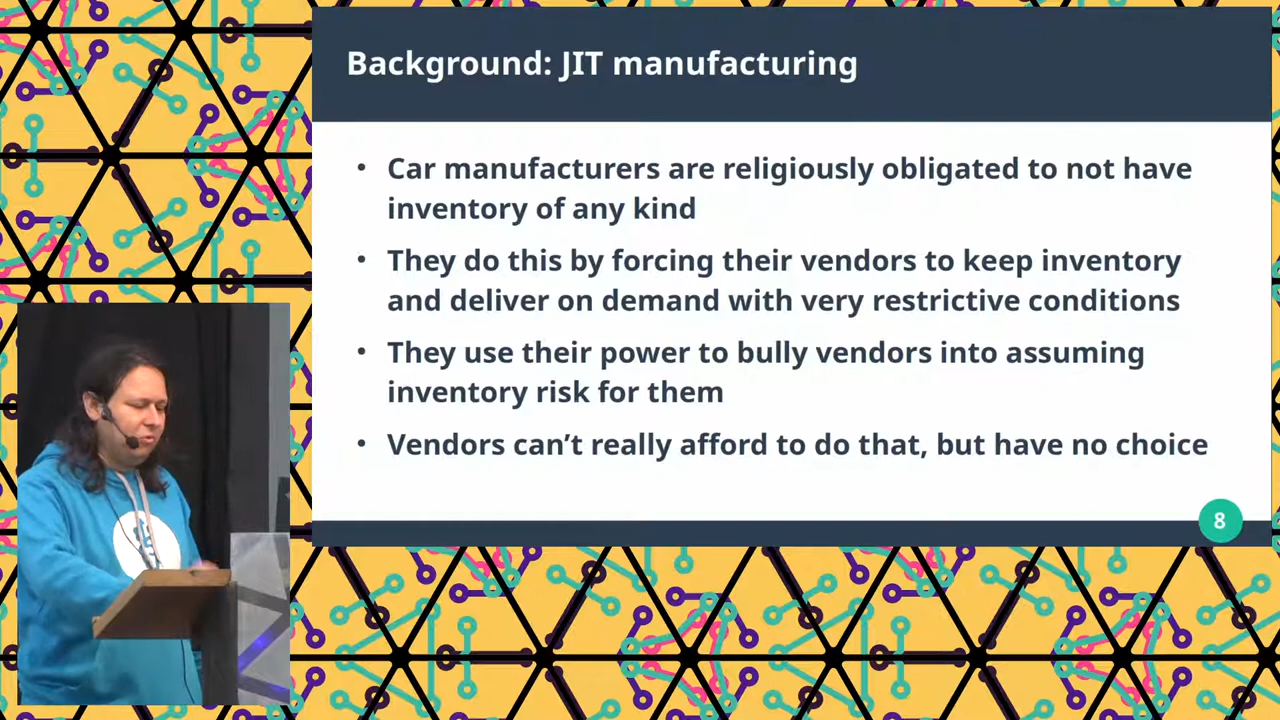 Background: JIT manufacturing
• Car manufacturers are religiously obligated to not have
inventory of any kind
• They do this by forcing their vendors to keep inventory
and deliver on demand with very restrictive conditions
• They use their power to bully vendors into assuming
inventory risk for them
• Vendors can’t really afford to do that, but have no choice
8